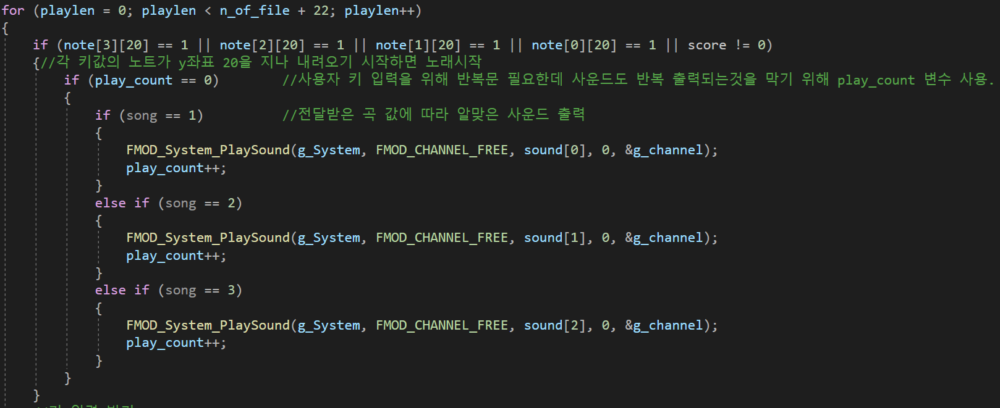 for (playlen = 0; playlen < n_of_file + 22; playlen++)
{
if (note[3][20] == 1 || note[2][20] == 1 || note[1][20] == 1 || note[0][20] == 1 || score != 0)
{//각 키값의 노트가 y좌표 20을 지나 내려오기 시작하면 노래시작
if (play_count == 0) //사용자 키 입력을 위해 반복문 필요한데 사운드도 반복 출력되는것을 막기 위해 play_count 변수 사용.
{
if (song == 1) //전달받은 곡 값에 따라 알맞은 사운드 출력
{
FMOD_System_PlaySound(g_System, FMOD_CHANNEL_FREE, sound[0], 0, &g_channel);
play_count++;
}
else if (song == 2)
{
FMOD_System_PlaySound(g_System, FMOD_CHANNEL_FREE, sound[1], 0, &g_channel);
play_count++;
}
else if (song == 3)
{
FMOD_System_PlaySound(g_System, FMOD_CHANNEL_FREE, sound[2], 0, &g_channel);
play_count++;
}
}
}